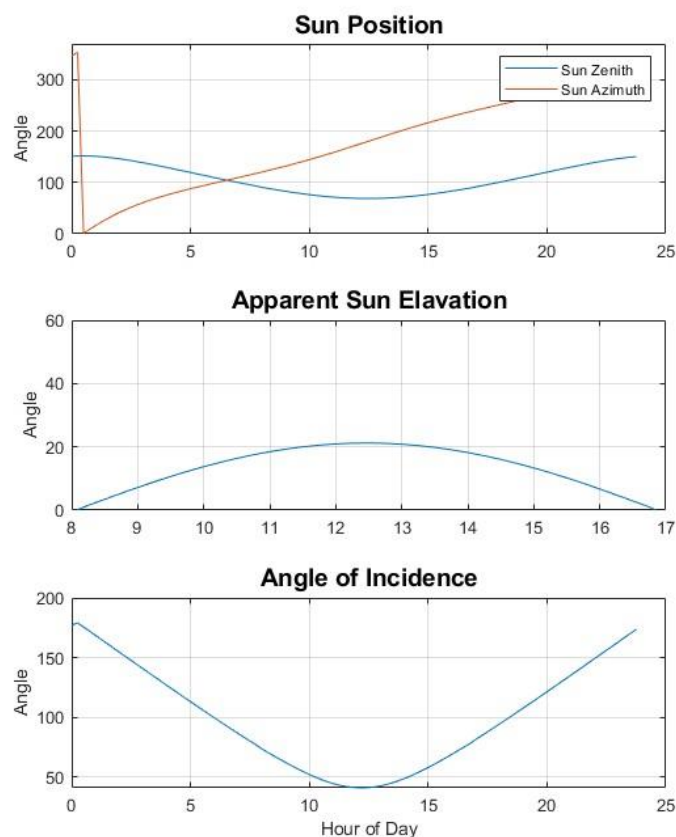 Sun Position
Sun Zenith
Sun Azimuth
Angle
300
200
100
0
0 5 10 15 20 25
Apparent Sun Elavation
Angle
60
40
20
0
8 9 10 11 12 13 14 15 16 17
Angle of Incidence
Angle
200
150
100
50
0 5 10 15 20 25
Hour of Day